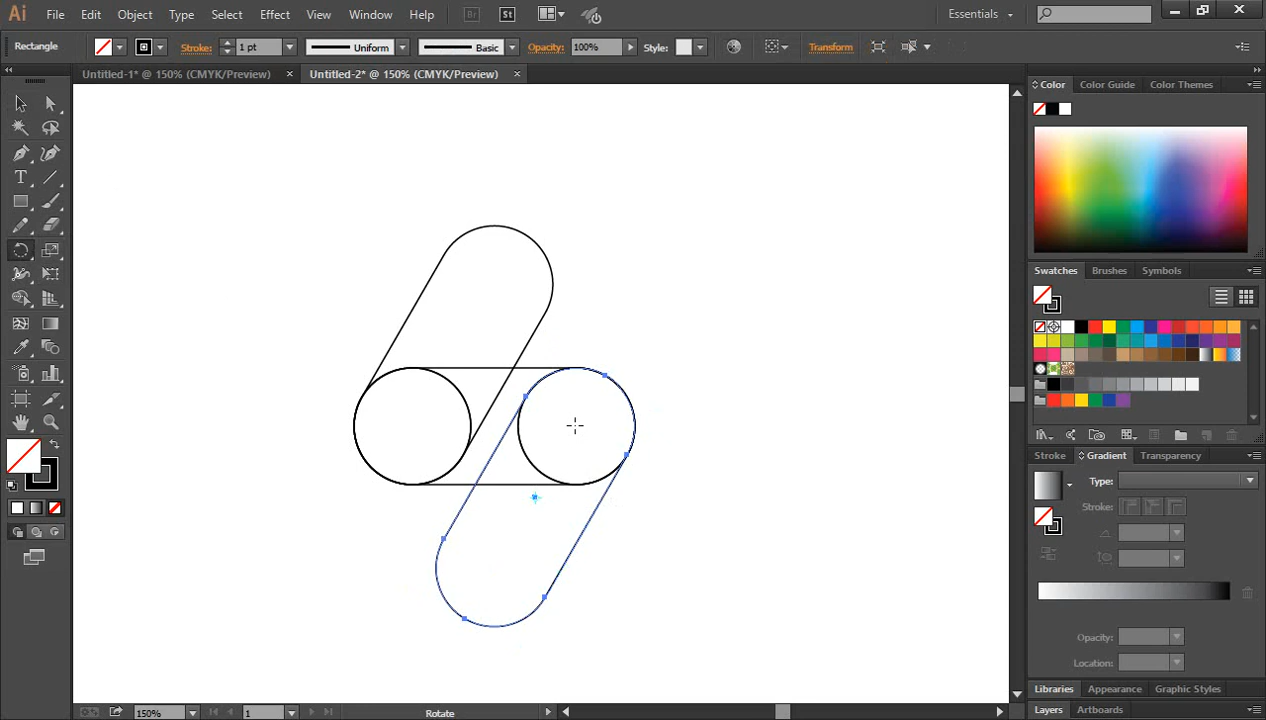 Ai File Edit Object Type Select Effect View Window Help Br St Essentials
Rectangle Stroke: 1 pt Uniform Basic Opacity: 100% Style: Transform
Untitled-1* @ 150% (CMYK/Preview) × Untitled-2* @ 150% (CMYK/Preview) ×
Color Color Guide Color Themes
T
Swatches Brushes Symbols
Stroke Gradient Transparency
Type:
Stroke:
Opacity:
Location:
Libraries Appearance Graphic Styles
Layers Artboards
150% 1 Rotate